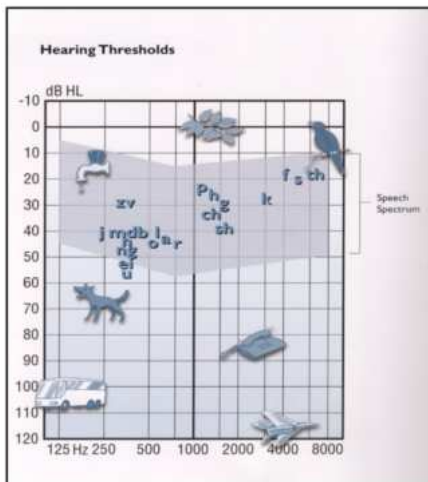 Hearing Thresholds
dB HL
-10
0
10
20
30
40
50
60
70
80
90
100
110
120
f s th
P h g
k
z v
ch
j m d b l
a r
sh
n
o
ng
e l
u
Speech
Spectrum
125 Hz 250 500 1000 2000 4000 8000